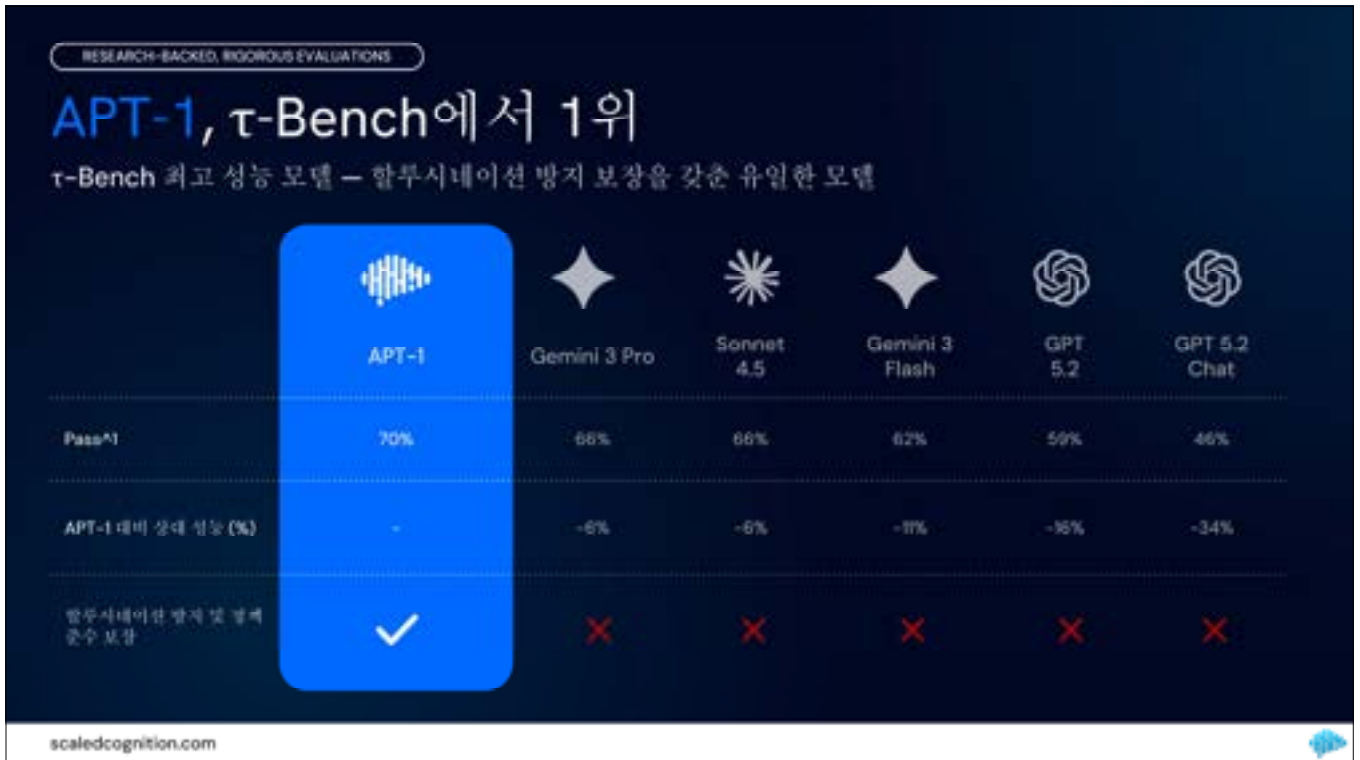 RESEARCH-BACKED, RIGOROUS EVALUATIONS
APT-1, τ-Bench에서 1위
τ-Bench 최고 성능 모델 — 할루시네이션 방지 보장을 갖춘 유일한 모델
APT-1 Gemini 3 Pro Sonnet 4.5 Gemini 3 Flash GPT 5.2 GPT 5.2 Chat
Pass^1 70% 66% 66% 62% 59% 46%
APT-1 대비 상대 성능 (%) - -6% -6% -11% -16% -34%
할루시네이션 방지 및 정책
준수 보장
scaledcognition.com